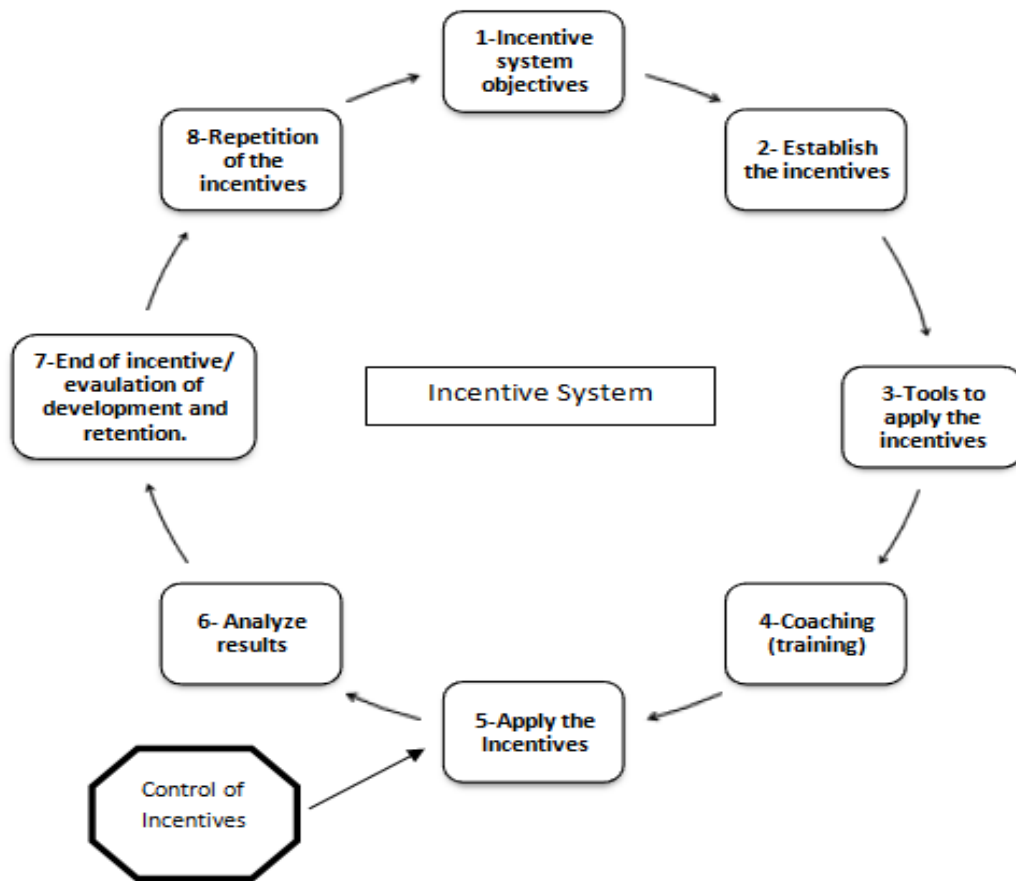 1-Incentive
system
objectives
2- Establish
the incentives
3-Tools to
apply the
incentives
4-Coaching
(training)
5-Apply the
Incentives
6- Analyze
results
7-End of incentive/
evaulation of
development and
retention.
8-Repetition
of the
incentives
Incentive System
Control of
Incentives